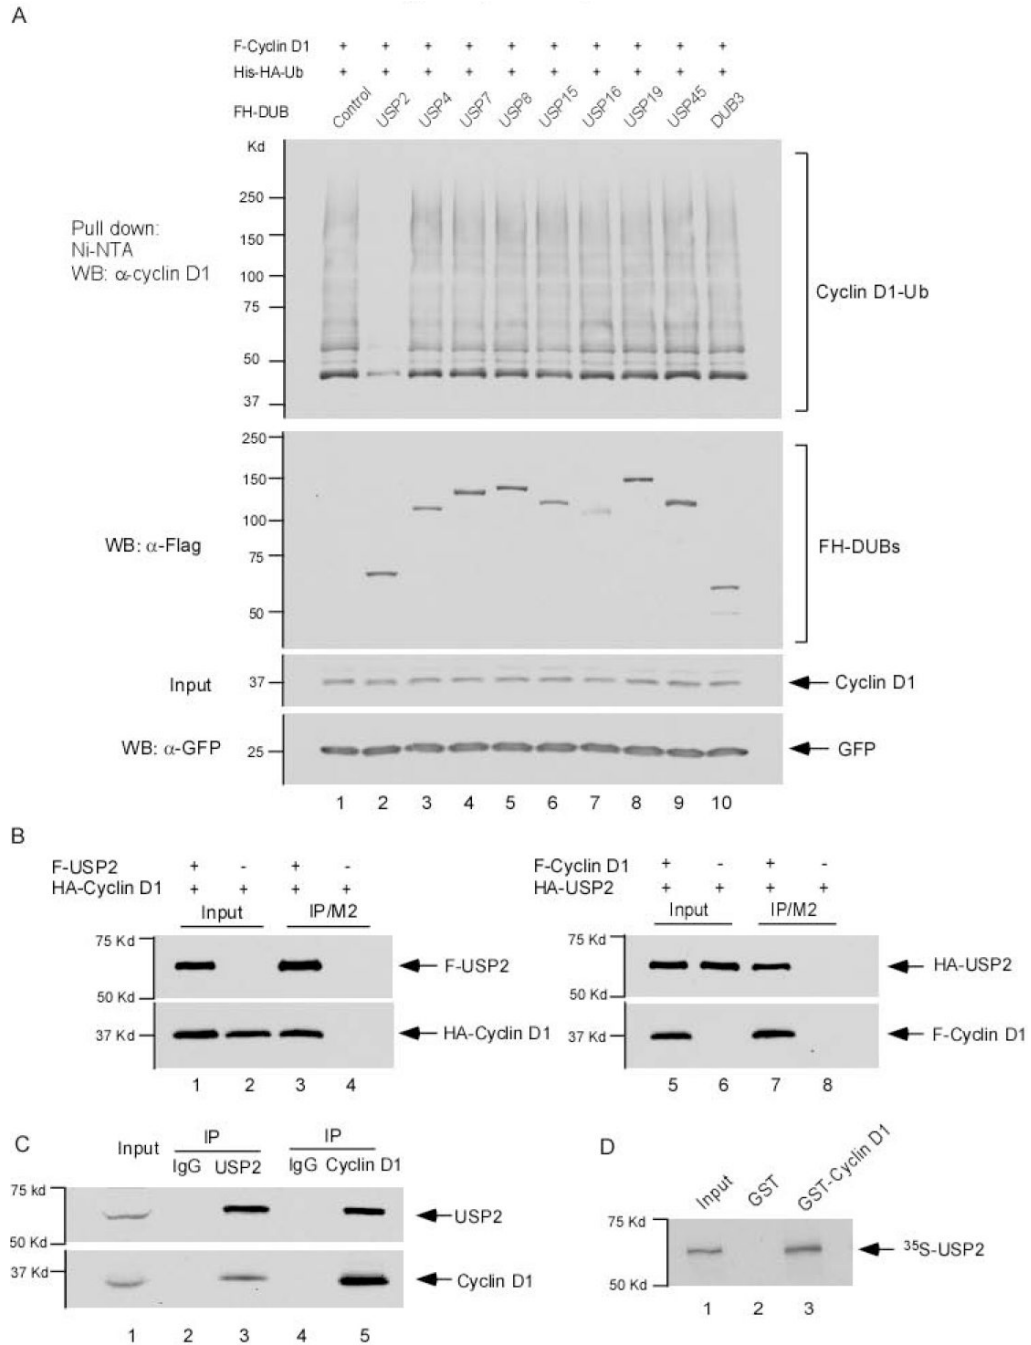 A
F-Cyclin D1 + + + + + + + + + +
His-HA-Ub + + + + + + + + + +
FH-DUB Control USP2 USP4 USP7 USP8 USP15 USP16 USP19 USP45 DUB3
Kd
250
150
100
75
50
37
Pull down:
Ni-NTA
WB: α-cyclin D1
Cyclin D1-Ub
250
150
100
75
50
WB: α-Flag
FH-DUBs
Input 37 Cyclin D1
WB: α-GFP 25 GFP
1 2 3 4 5 6 7 8 9 10
B
F-USP2 + - + -
HA-Cyclin D1 + + + +
Input IP/M2
75 Kd
F-USP2
50 Kd
37 Kd HA-Cyclin D1
1 2 3 4
F-Cyclin D1 + - + -
HA-USP2 + + + +
Input IP/M2
75 Kd
HA-USP2
50 Kd
37 Kd F-Cyclin D1
5 6 7 8
C
Input IP IP
IgG USP2 IgG Cyclin D1
75 kd
USP2
50 Kd
37 Kd
Cyclin D1
1 2 3 4 5
D
Input GST GST-Cyclin D1
75 Kd
³⁵S-USP2
50 Kd
1 2 3